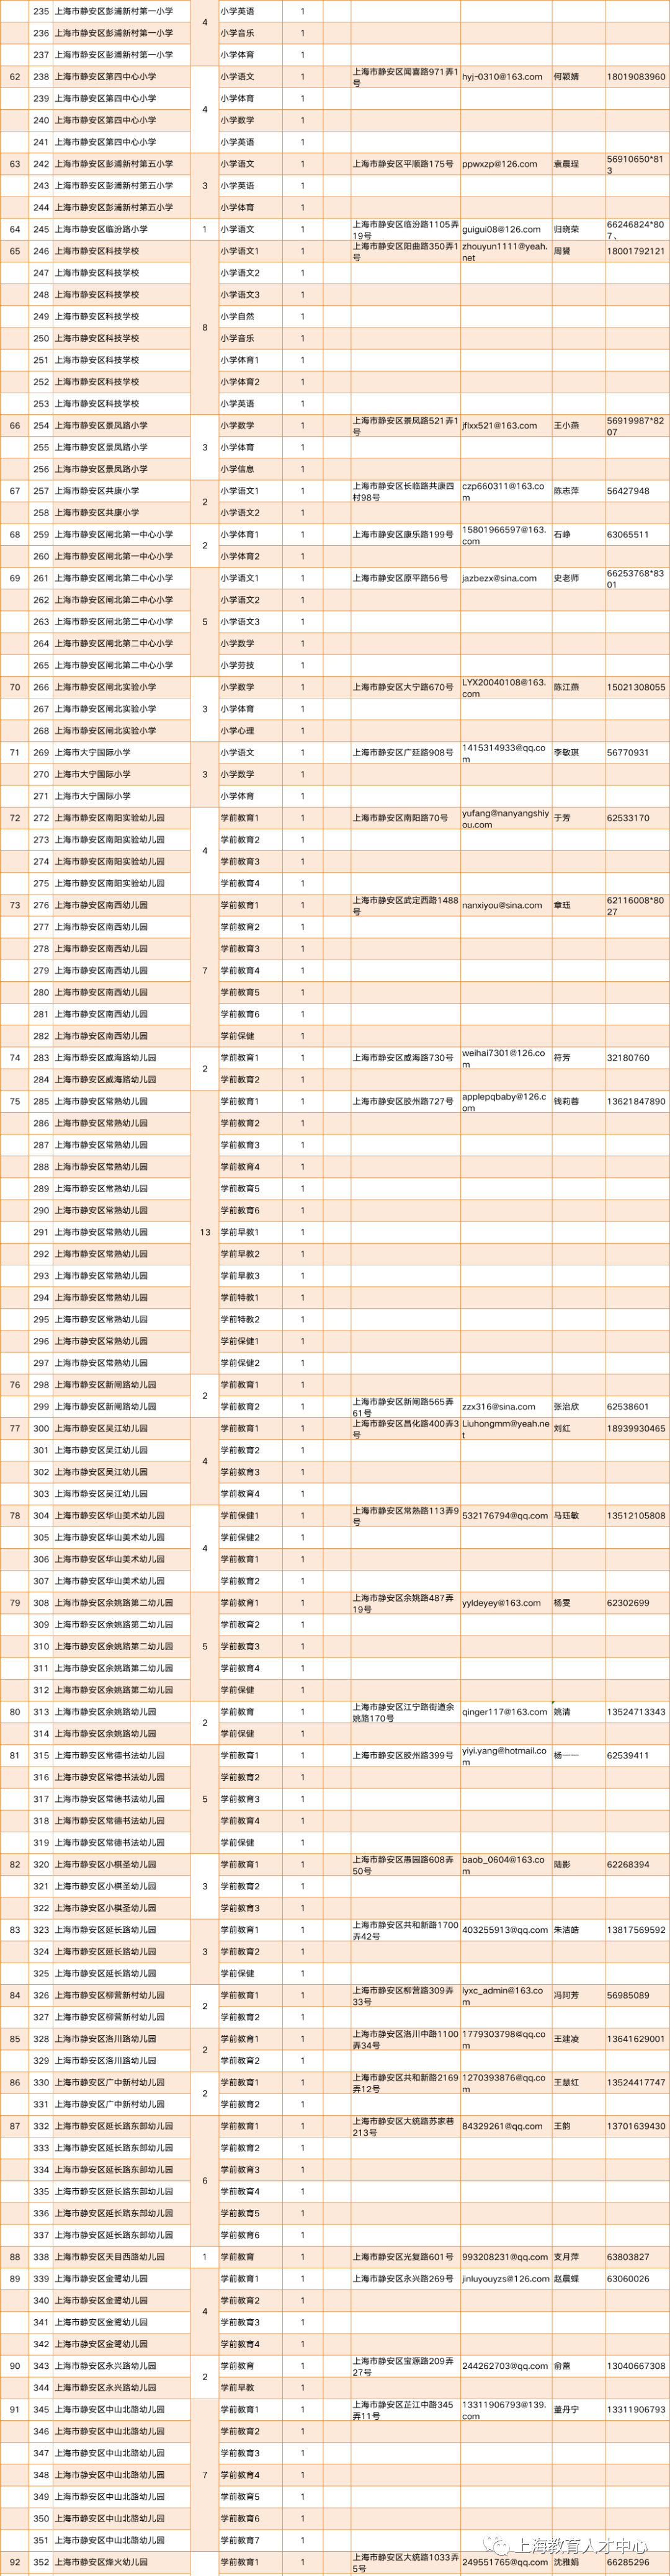 235 上海市静安区彭浦新村第一小学 4 小学英语 1
236 上海市静安区彭浦新村第一小学 小学音乐 1
237 上海市静安区彭浦新村第一小学 小学体育 1
62 238 上海市静安区第四中心小学 4 小学语文 1 上海市静安区闻喜路971弄1号 hyj-0310@163.com 何颖婧 18019083960
239 上海市静安区第四中心小学 小学体育 1
240 上海市静安区第四中心小学 小学数学 1
241 上海市静安区第四中心小学 小学英语 1
63 242 上海市静安区彭浦新村第五小学 3 小学语文 1 上海市静安区平顺路175号 ppwxzp@126.com 袁晨珵 56910650*813
243 上海市静安区彭浦新村第五小学 小学英语 1
244 上海市静安区彭浦新村第五小学 小学体育 1
64 245 上海市静安区临汾路小学 1 小学语文 1 上海市静安区临汾路1105弄19号 guigui08@126.com 归晓荣 66246824*807、
65 246 上海市静安区科技学校 8 小学语文1 1 上海市静安区阳曲路350弄1号 zhouyun1111@yeah.net 周贇 18001792121
247 上海市静安区科技学校 小学语文2 1
248 上海市静安区科技学校 小学语文3 1
249 上海市静安区科技学校 小学自然 1
250 上海市静安区科技学校 小学音乐 1
251 上海市静安区科技学校 小学体育1 1
252 上海市静安区科技学校 小学体育2 1
253 上海市静安区科技学校 小学英语 1
66 254 上海市静安区景凤路小学 3 小学数学 1 上海市静安区景凤路521弄1号 jflxx521@163.com 王小燕 56919987*8207
255 上海市静安区景凤路小学 小学体育 1
256 上海市静安区景凤路小学 小学信息 1
67 257 上海市静安区共康小学 2 小学语文1 1 上海市静安区长临路共康四村98号 czp660311@163.com 陈志萍 56427948
258 上海市静安区共康小学 小学语文2 1
68 259 上海市静安区闸北第一中心小学 2 小学体育1 1 上海市静安区康乐路199号 15801966597@163.com 石峥 63065511
260 上海市静安区闸北第一中心小学 小学体育2 1
69 261 上海市静安区闸北第二中心小学 5 小学语文1 1 上海市静安区原平路56号 jazbezx@sina.com 史老师 66253768*8301
262 上海市静安区闸北第二中心小学 小学语文2 1
263 上海市静安区闸北第二中心小学 小学语文3 1
264 上海市静安区闸北第二中心小学 小学数学 1
265 上海市静安区闸北第二中心小学 小学劳技 1
70 266 上海市静安区闸北实验小学 3 小学数学 1 上海市静安区大宁路670号 LYX20040108@163.com 陈江燕 15021308055
267 上海市静安区闸北实验小学 小学体育 1
268 上海市静安区闸北实验小学 小学心理 1
71 269 上海市大宁国际小学 3 小学语文 1 上海市静安区广延路908号 1415314933@qq.com 李敏琪 56770931
270 上海市大宁国际小学 小学数学 1
271 上海市大宁国际小学 小学体育 1
72 272 上海市静安区南阳实验幼儿园 4 学前教育1 1 上海市静安区南阳路70号 yufang@nanyangshiyou.com 于芳 62533170
273 上海市静安区南阳实验幼儿园 学前教育2 1
274 上海市静安区南阳实验幼儿园 学前教育3 1
275 上海市静安区南阳实验幼儿园 学前教育4 1
73 276 上海市静安区南西幼儿园 7 学前教育1 1 上海市静安区武定西路1488号 nanxiyou@sina.com 章珏 62116008*8027
277 上海市静安区南西幼儿园 学前教育2 1
278 上海市静安区南西幼儿园 学前教育3 1
279 上海市静安区南西幼儿园 学前教育4 1
280 上海市静安区南西幼儿园 学前教育5 1
281 上海市静安区南西幼儿园 学前教育6 1
282 上海市静安区南西幼儿园 学前保健 1
74 283 上海市静安区威海路幼儿园 2 学前教育1 1 上海市静安区威海路730号 weihai7301@126.com 符芳 32180760
284 上海市静安区威海路幼儿园 学前教育2 1
75 285 上海市静安区常熟幼儿园 13 学前教育1 1 上海市静安区胶州路727号 applepqbaby@126.com 钱莉蓉 13621847890
286 上海市静安区常熟幼儿园 学前教育2 1
287 上海市静安区常熟幼儿园 学前教育3 1
288 上海市静安区常熟幼儿园 学前教育4 1
289 上海市静安区常熟幼儿园 学前教育5 1
290 上海市静安区常熟幼儿园 学前教育6 1
291 上海市静安区常熟幼儿园 学前早教1 1
292 上海市静安区常熟幼儿园 学前早教2 1
293 上海市静安区常熟幼儿园 学前早教3 1
294 上海市静安区常熟幼儿园 学前特教1 1
295 上海市静安区常熟幼儿园 学前特教2 1
296 上海市静安区常熟幼儿园 学前保健1 1
297 上海市静安区常熟幼儿园 学前保健2 1
76 298 上海市静安区新闸路幼儿园 2 学前教育1 1
299 上海市静安区新闸路幼儿园 学前教育2 1 上海市静安区新闸路565弄61号 zzx316@sina.com 张治欣 62538601
77 300 上海市静安区吴江幼儿园 4 学前教育1 1 上海市静安区昌化路400弄3号 Liuhongmm@yeah.net 刘红 18939930465
301 上海市静安区吴江幼儿园 学前教育2 1
302 上海市静安区吴江幼儿园 学前教育3 1
303 上海市静安区吴江幼儿园 学前教育4 1
78 304 上海市静安区华山美术幼儿园 4 学前保健1 1 上海市静安区常熟路113弄9号 532176794@qq.com 马珏敏 13512105808
305 上海市静安区华山美术幼儿园 学前保健2 1
306 上海市静安区华山美术幼儿园 学前教育1 1
307 上海市静安区华山美术幼儿园 学前教育2 1
79 308 上海市静安区余姚路第二幼儿园 5 学前教育1 1 上海市静安区余姚路487弄19号 yyldeyey@163.com 杨雯 62302699
309 上海市静安区余姚路第二幼儿园 学前教育2 1
310 上海市静安区余姚路第二幼儿园 学前教育3 1
311 上海市静安区余姚路第二幼儿园 学前教育4 1
312 上海市静安区余姚路第二幼儿园 学前保健 1
80 313 上海市静安区余姚路幼儿园 2 学前教育 1 上海市静安区江宁路街道余姚路170号 qinger117@163.com 姚清 13524713343
314 上海市静安区余姚路幼儿园 学前保健 1
81 315 上海市静安区常德书法幼儿园 5 学前教育1 1 上海市静安区胶州路399号 yiyi.yang@hotmail.com 杨一一 62539411
316 上海市静安区常德书法幼儿园 学前教育2 1
317 上海市静安区常德书法幼儿园 学前教育3 1
318 上海市静安区常德书法幼儿园 学前教育4 1
319 上海市静安区常德书法幼儿园 学前保健 1
82 320 上海市静安区小棋圣幼儿园 3 学前教育1 1 上海市静安区愚园路608弄50号 baob_0604@163.com 陆影 62268394
321 上海市静安区小棋圣幼儿园 学前教育2 1
322 上海市静安区小棋圣幼儿园 学前教育3 1
83 323 上海市静安区延长路幼儿园 3 学前教育1 1 上海市静安区共和新路1700弄42号 403255913@qq.com 朱洁皓 13817569592
324 上海市静安区延长路幼儿园 学前教育2 1
325 上海市静安区延长路幼儿园 学前保健 1
84 326 上海市静安区柳营新村幼儿园 2 学前教育1 1 上海市静安区柳营路309弄33号 lyxc_admin@163.com 冯阿芳 56985089
327 上海市静安区柳营新村幼儿园 学前教育2 1
85 328 上海市静安区洛川路幼儿园 2 学前教育1 1 上海市静安区洛川中路1100弄34号 1779303798@qq.com 王建凌 13641629001
329 上海市静安区洛川路幼儿园 学前教育2 1
86 330 上海市静安区广中新村幼儿园 2 学前教育1 1 上海市静安区共和新路2169弄12号 1270393876@qq.com 王慧红 13524417747
331 上海市静安区广中新村幼儿园 学前教育2 1
87 332 上海市静安区延长路东部幼儿园 6 学前教育1 1 上海市静安区大统路苏家巷213号 84329261@qq.com 王韵 13701639430
333 上海市静安区延长路东部幼儿园 学前教育2 1
334 上海市静安区延长路东部幼儿园 学前教育3 1
335 上海市静安区延长路东部幼儿园 学前教育4 1
336 上海市静安区延长路东部幼儿园 学前教育5 1
337 上海市静安区延长路东部幼儿园 学前教育6 1
88 338 上海市静安区天目西路幼儿园 1 学前教育 1 上海市静安区光复路601号 993208231@qq.com 支月萍 63803827
89 339 上海市静安区金鹭幼儿园 4 学前教育1 1 上海市静安区永兴路269号 jinluyouyzs@126.com 赵晨蝶 63060026
340 上海市静安区金鹭幼儿园 学前教育2 1
341 上海市静安区金鹭幼儿园 学前教育3 1
342 上海市静安区金鹭幼儿园 学前教育4 1
90 343 上海市静安区永兴路幼儿园 2 学前教育 1 上海市静安区宝源路209弄27号 244262703@qq.com 俞 13040667308
344 上海市静安区永兴路幼儿园 学前早教 1
91 345 上海市静安区中山北路幼儿园 7 学前教育1 1 上海市静安区芷江中路345弄11号 13311906793@139.com 董丹宁 13311906793
346 上海市静安区中山北路幼儿园 学前教育2 1
347 上海市静安区中山北路幼儿园 学前教育3 1
348 上海市静安区中山北路幼儿园 学前教育4 1
349 上海市静安区中山北路幼儿园 学前教育5 1
350 上海市静安区中山北路幼儿园 学前教育6 1
351 上海市静安区中山北路幼儿园 学前教育7 1
上海教育人才中心
92 352 上海市静安区烽火幼儿园 学前教育1 1 上海市静安区大统路1033弄5号 249551765@qq.com 沈雅娟 66285296